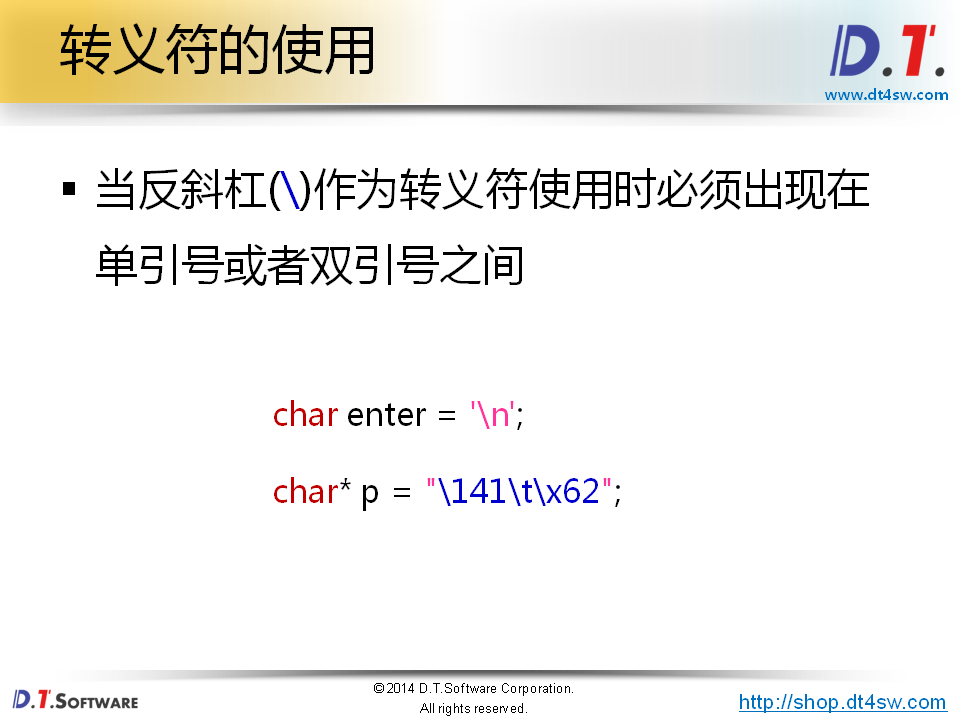 转义符的使用
D.T.
www.dt4sw.com
▪ 当反斜杠(\)作为转义符使用时必须出现在
单引号或者双引号之间
char enter = '\n';
char* p = "\141\t\x62";
D.T.SOFTWARE
©2014 D.T.Software Corporation.
All rights reserved.
http://shop.dt4sw.com